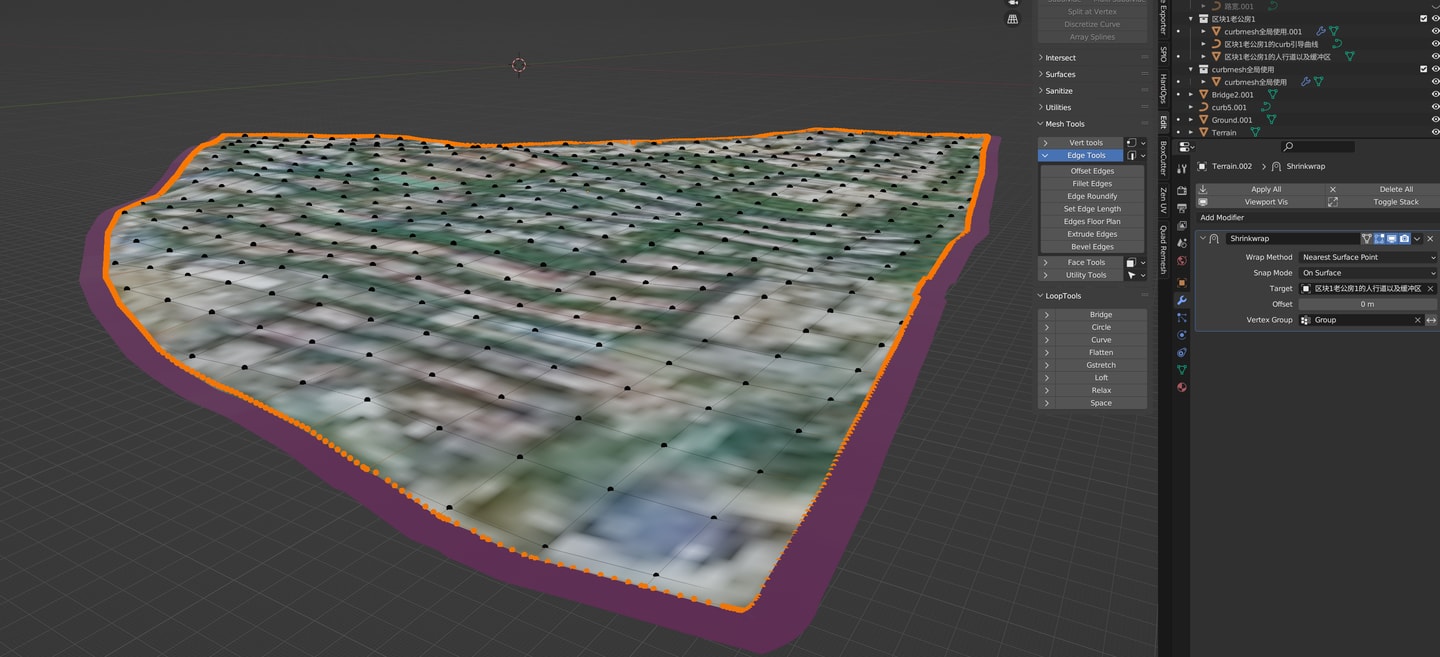 Split at Vertex
Discretize Curve
Array Splines
Intersect
Surfaces
Sanitize
Utilities
Mesh Tools
Vert tools
Edge Tools
Offset Edges
Fillet Edges
Edge Roundify
Set Edge Length
Edges Floor Plan
Extrude Edges
Bevel Edges
Face Tools
Utility Tools
LoopTools
Bridge
Circle
Curve
Flatten
Gstretch
Loft
Relax
Space
Exporter
SPIO
HardOps
Edit
BoxCutter
Zen UV
Quad Remesh
路宽.001
区块1老公房1
curbmesh全局使用.001
区块1老公房1的curb引导曲线
区块1老公房1的人行道以及缓冲区
curbmesh全局使用
curbmesh全局使用
Bridge2.001
curb5.001
Ground.001
Terrain
Terrain.002 > Shrinkwrap
Apply All
Delete All
Viewport Vis
Toggle Stack
Add Modifier
Shrinkwrap
Wrap Method Nearest Surface Point
Snap Mode On Surface
Target 区块1老公房1的人行道以及缓冲区
Offset 0 m
Vertex Group Group